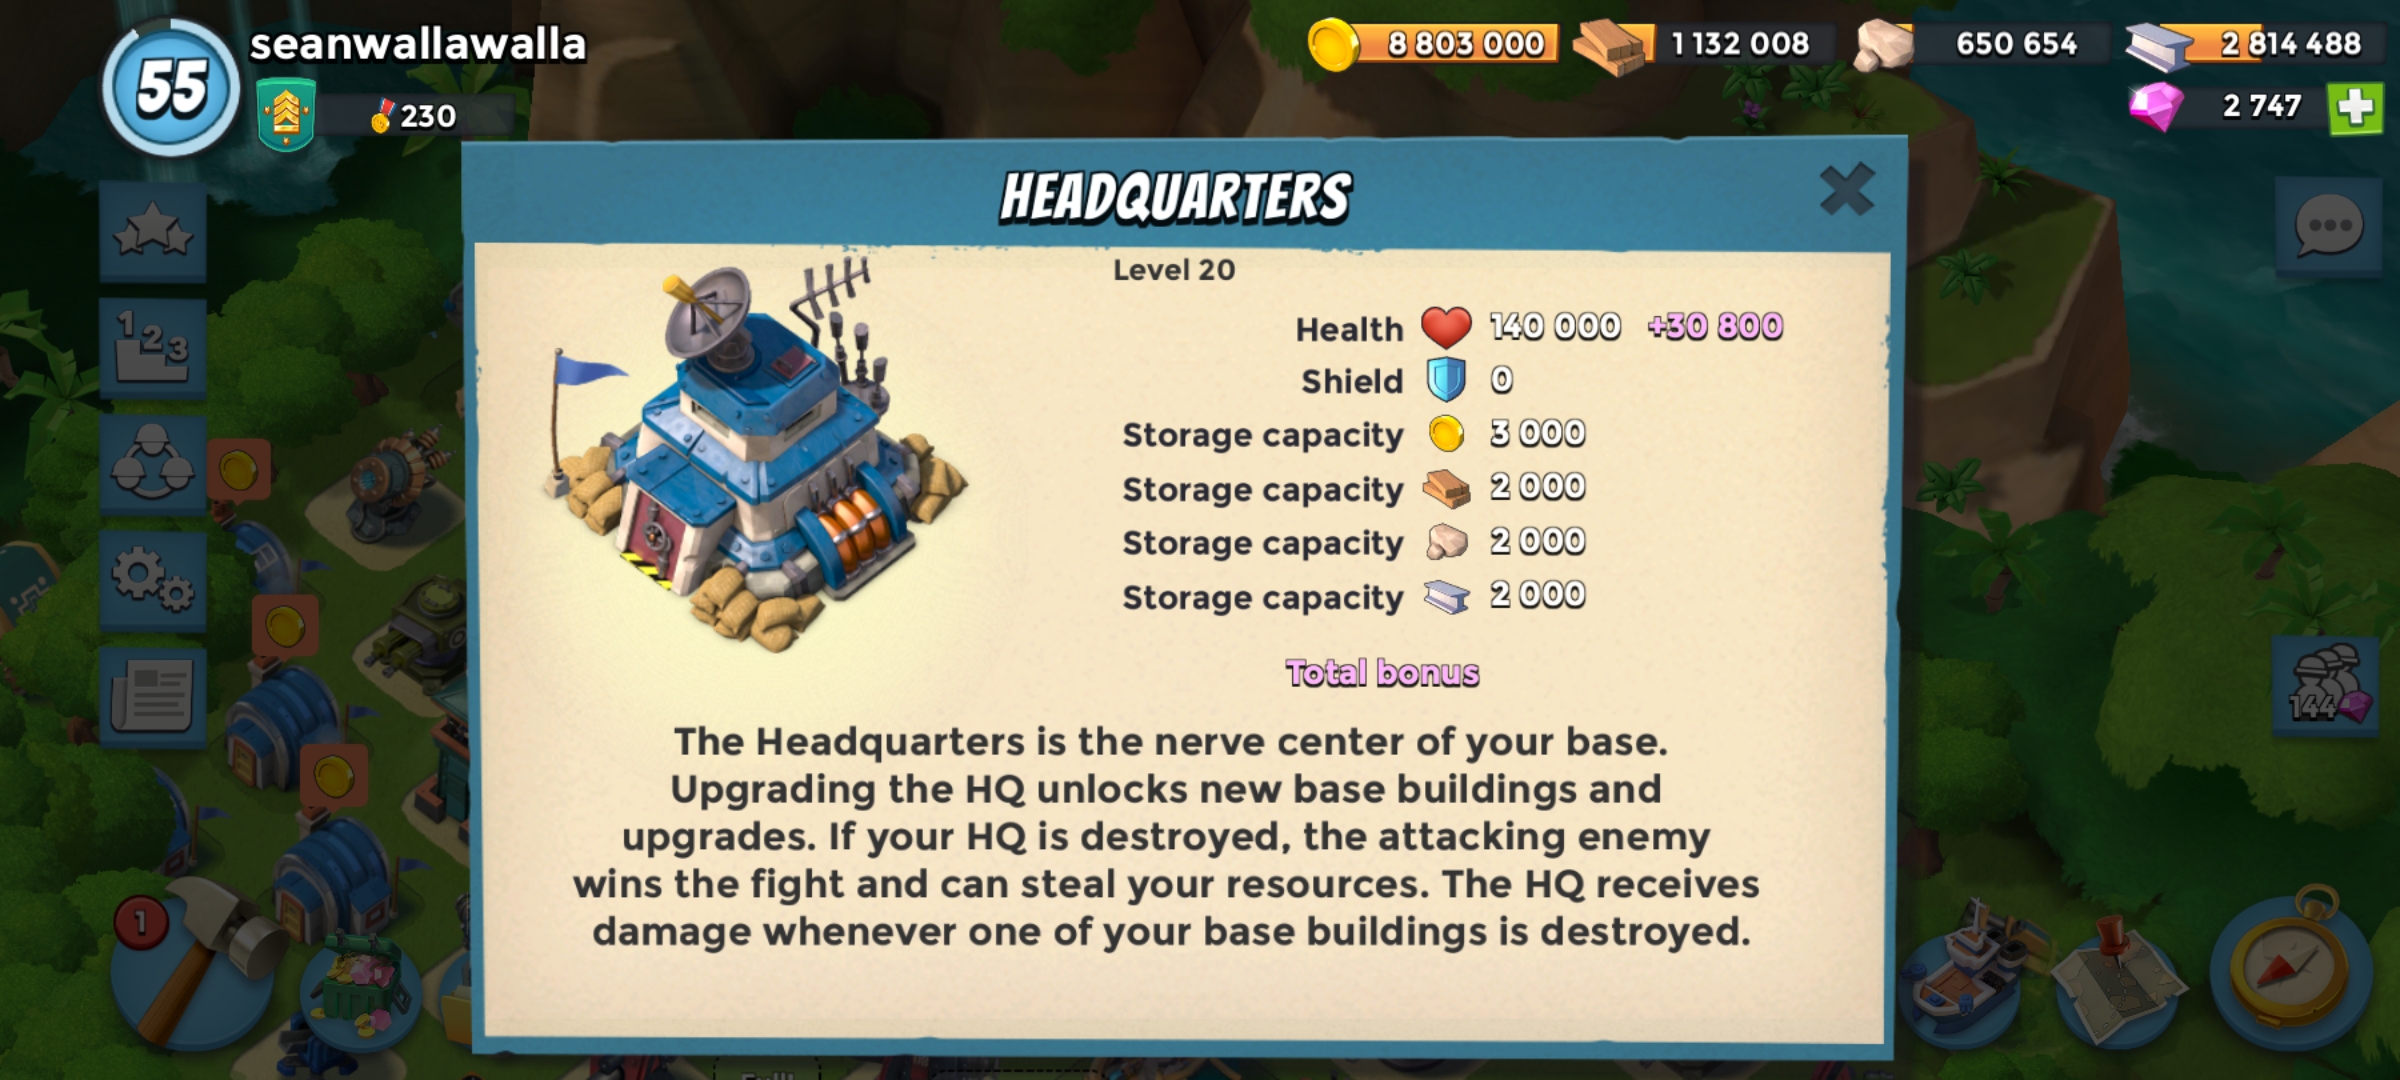 55
seanwallawalla
230
8 803 000
1 132 008
650 654
2 814 488
2 747
HEADQUARTERS
Level 20
Health 140 000 +30 800
Shield 0
Storage capacity 3 000
Storage capacity 2 000
Storage capacity 2 000
Storage capacity 2 000
Total bonus
The Headquarters is the nerve center of your base.
Upgrading the HQ unlocks new base buildings and
upgrades. If your HQ is destroyed, the attacking enemy
wins the fight and can steal your resources. The HQ receives
damage whenever one of your base buildings is destroyed.
1 2 3
144
1